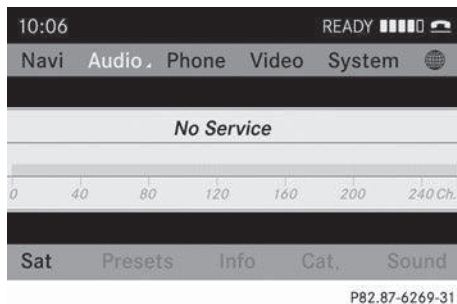 10:06 READY
Navi Audio Phone Video System
No Service
0 40 80 120 160 200 240 Ch.
Sat Presets Info Cat. Sound
P82.87-6269-31